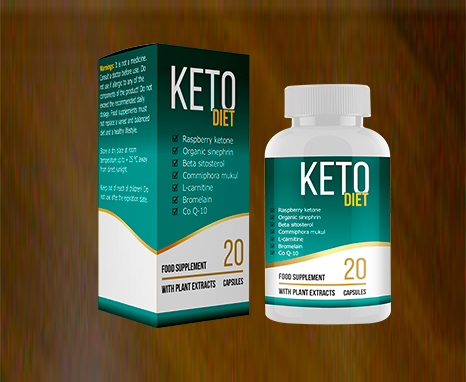 Warnings: It is not a medicine.
Consult a doctor before use. Do
not use if allergic to any of the
components of the product! Do not
exceed the recommended daily
dosage. Food supplements must
not replace a varied and balanced
diet and a healthy lifestyle.
Store a dry place at room
temperature up to + 25 °C away
from direct sunlight.
Keep out of reach of children! Do
not use after the expiration date.
KETO
DIET
Raspberry ketone
Organic sinephrin
Beta sitosterol
Commiphora mukul
L-carnitine
Bromelain
Co Q-10
FOOD SUPPLEMENT
20
WITH PLANT EXTRACTS CAPSULES
KETO
DIET
Raspberry ketone
Organic sinephrin
Beta sitosterol
Commiphora mukul
L-carnitine
Bromelain
Co Q-10
FOOD SUPPLEMENT
20
WITH PLANT EXTRACTS CAPSULES